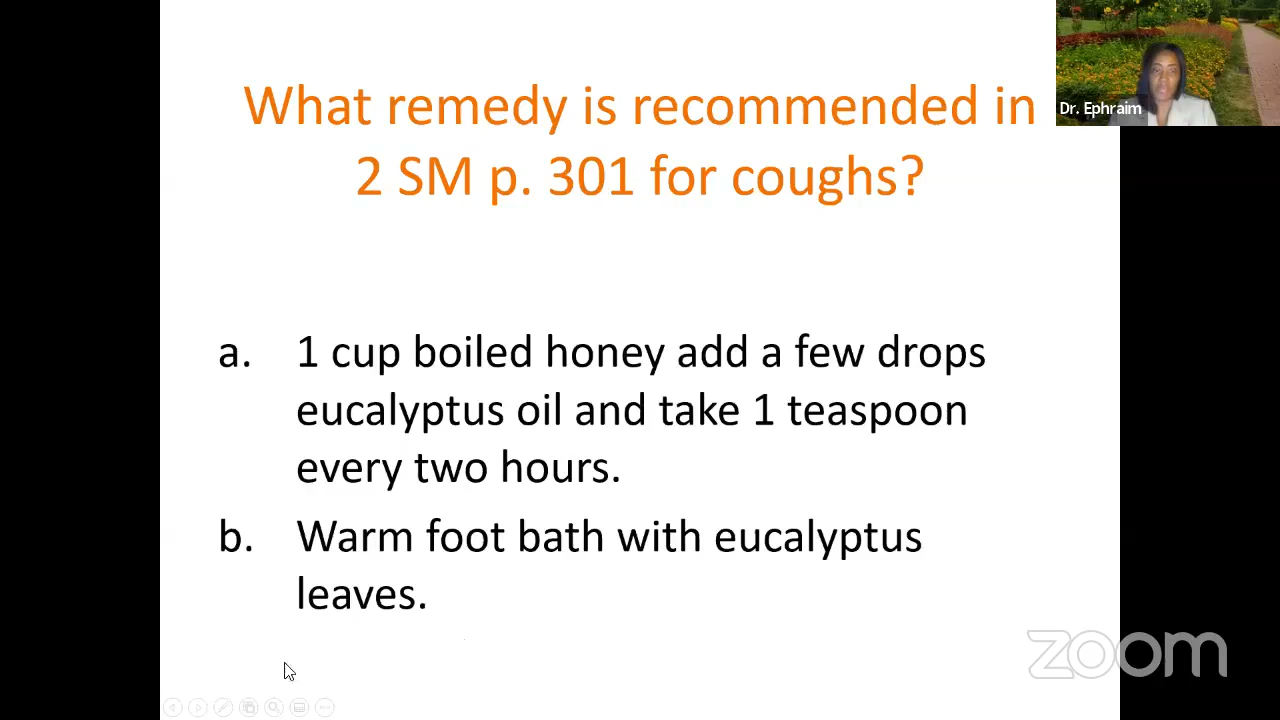 What remedy is recommended in
2 SM p. 301 for coughs?
Dr. Ephraim
a. 1 cup boiled honey add a few drops
eucalyptus oil and take 1 teaspoon
every two hours.
b. Warm foot bath with eucalyptus
leaves.
zoom